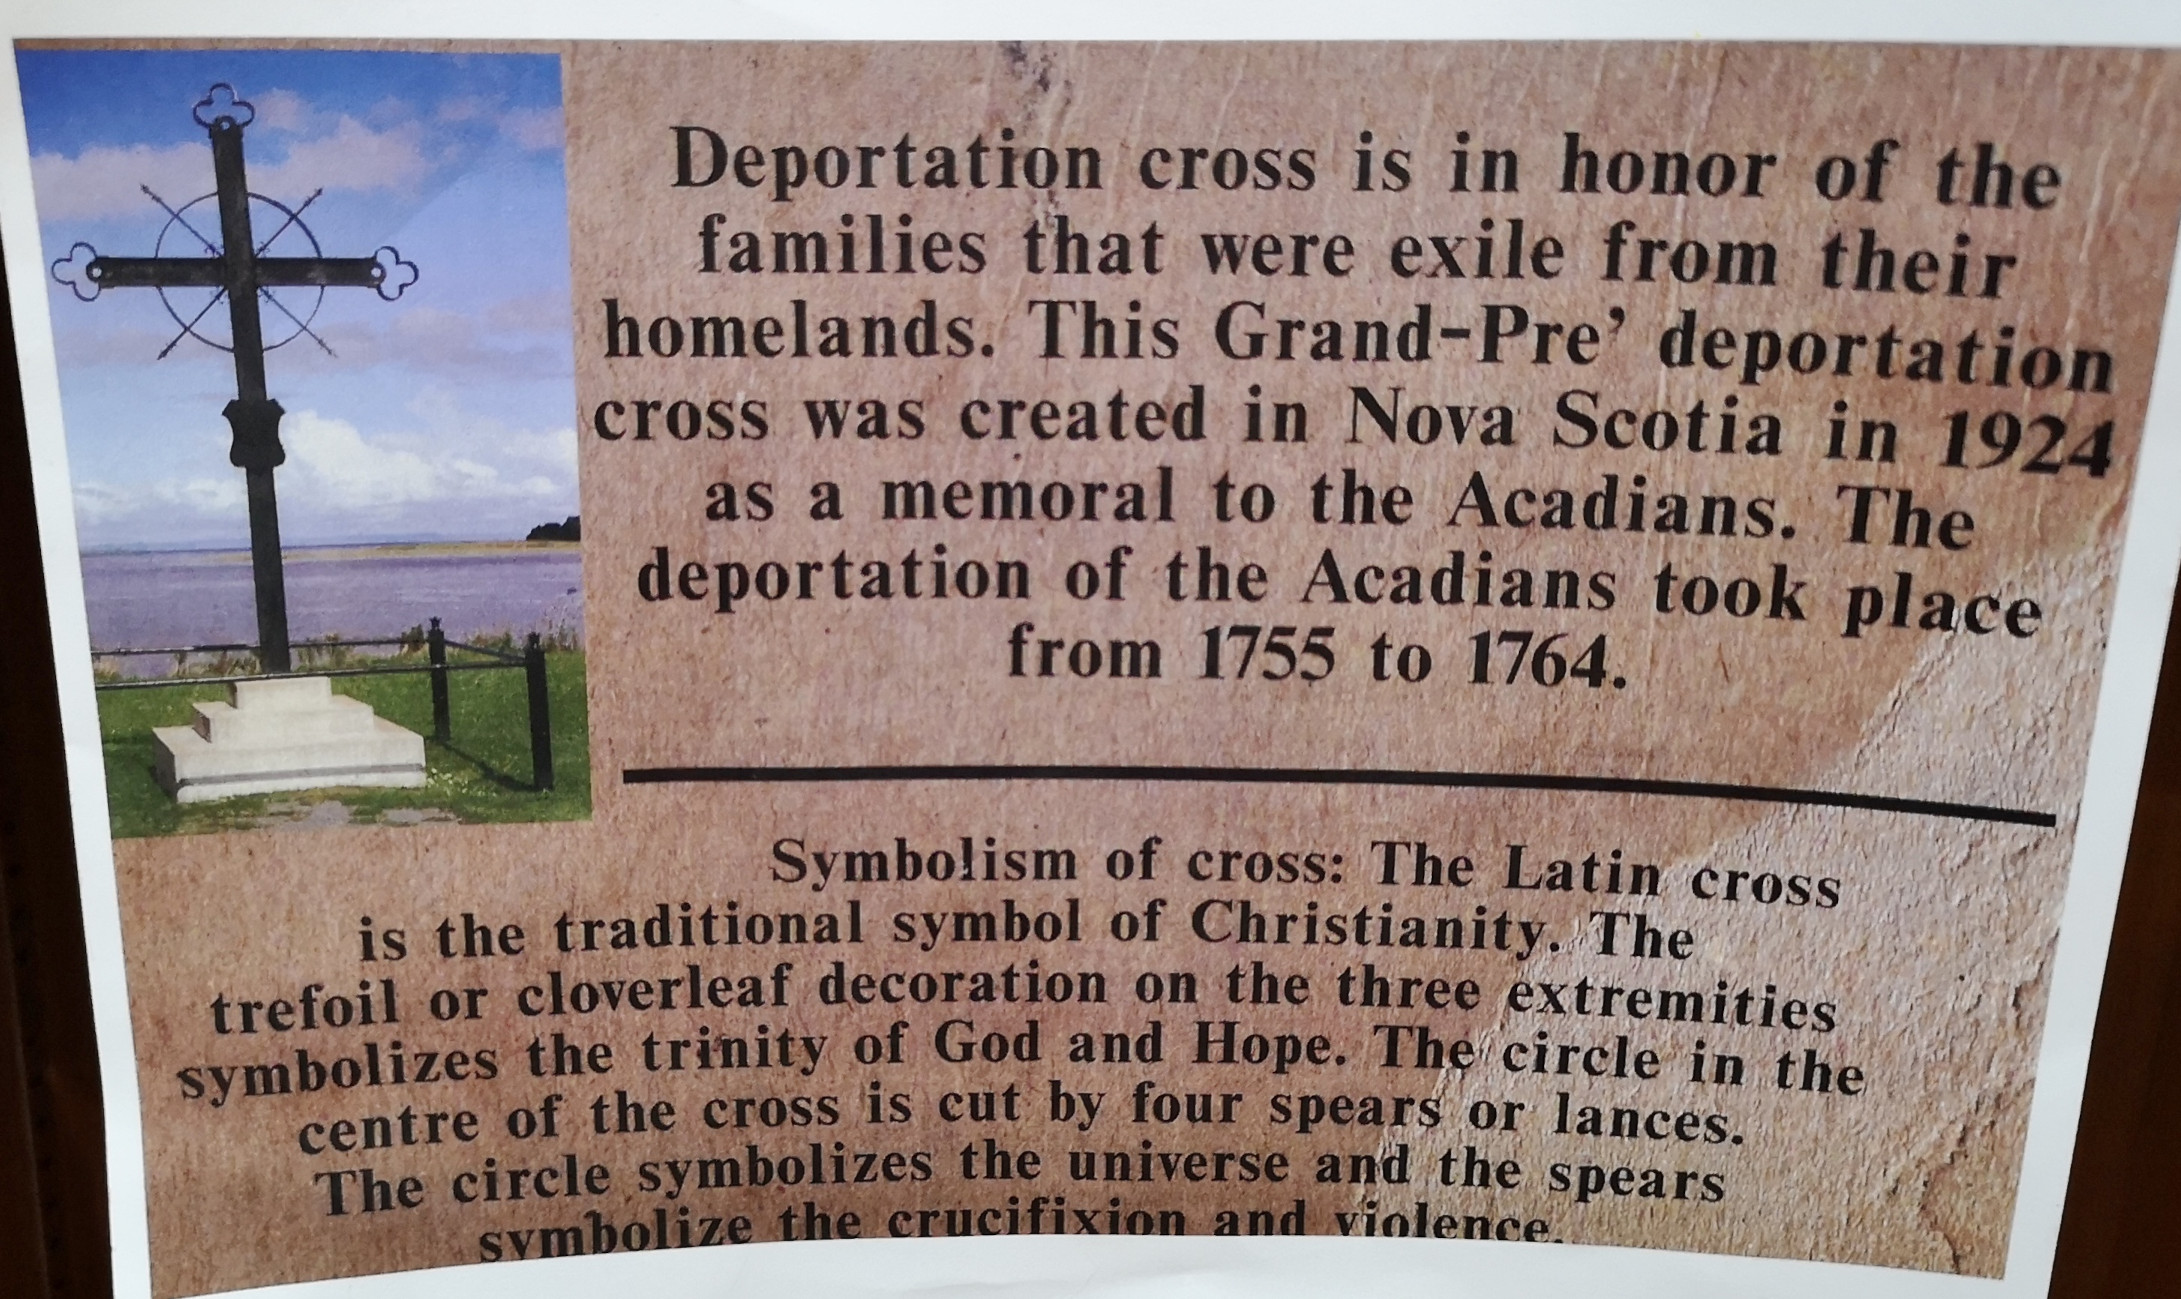 Deportation cross is in honor of the
families that were exile from their
homelands. This Grand-Pre' deportation
cross was created in Nova Scotia in 1924
as a memoral to the Acadians. The
deportation of the Acadians took place
from 1755 to 1764.
Symbolism of cross: The Latin cross
is the traditional symbol of Christianity. The
trefoil or cloverleaf decoration on the three extremities
symbolizes the trinity of God and Hope. The circle in the
centre of the cross is cut by four spears or lances.
The circle symbolizes the universe and the spears
symbolize the crucifixion and violence.